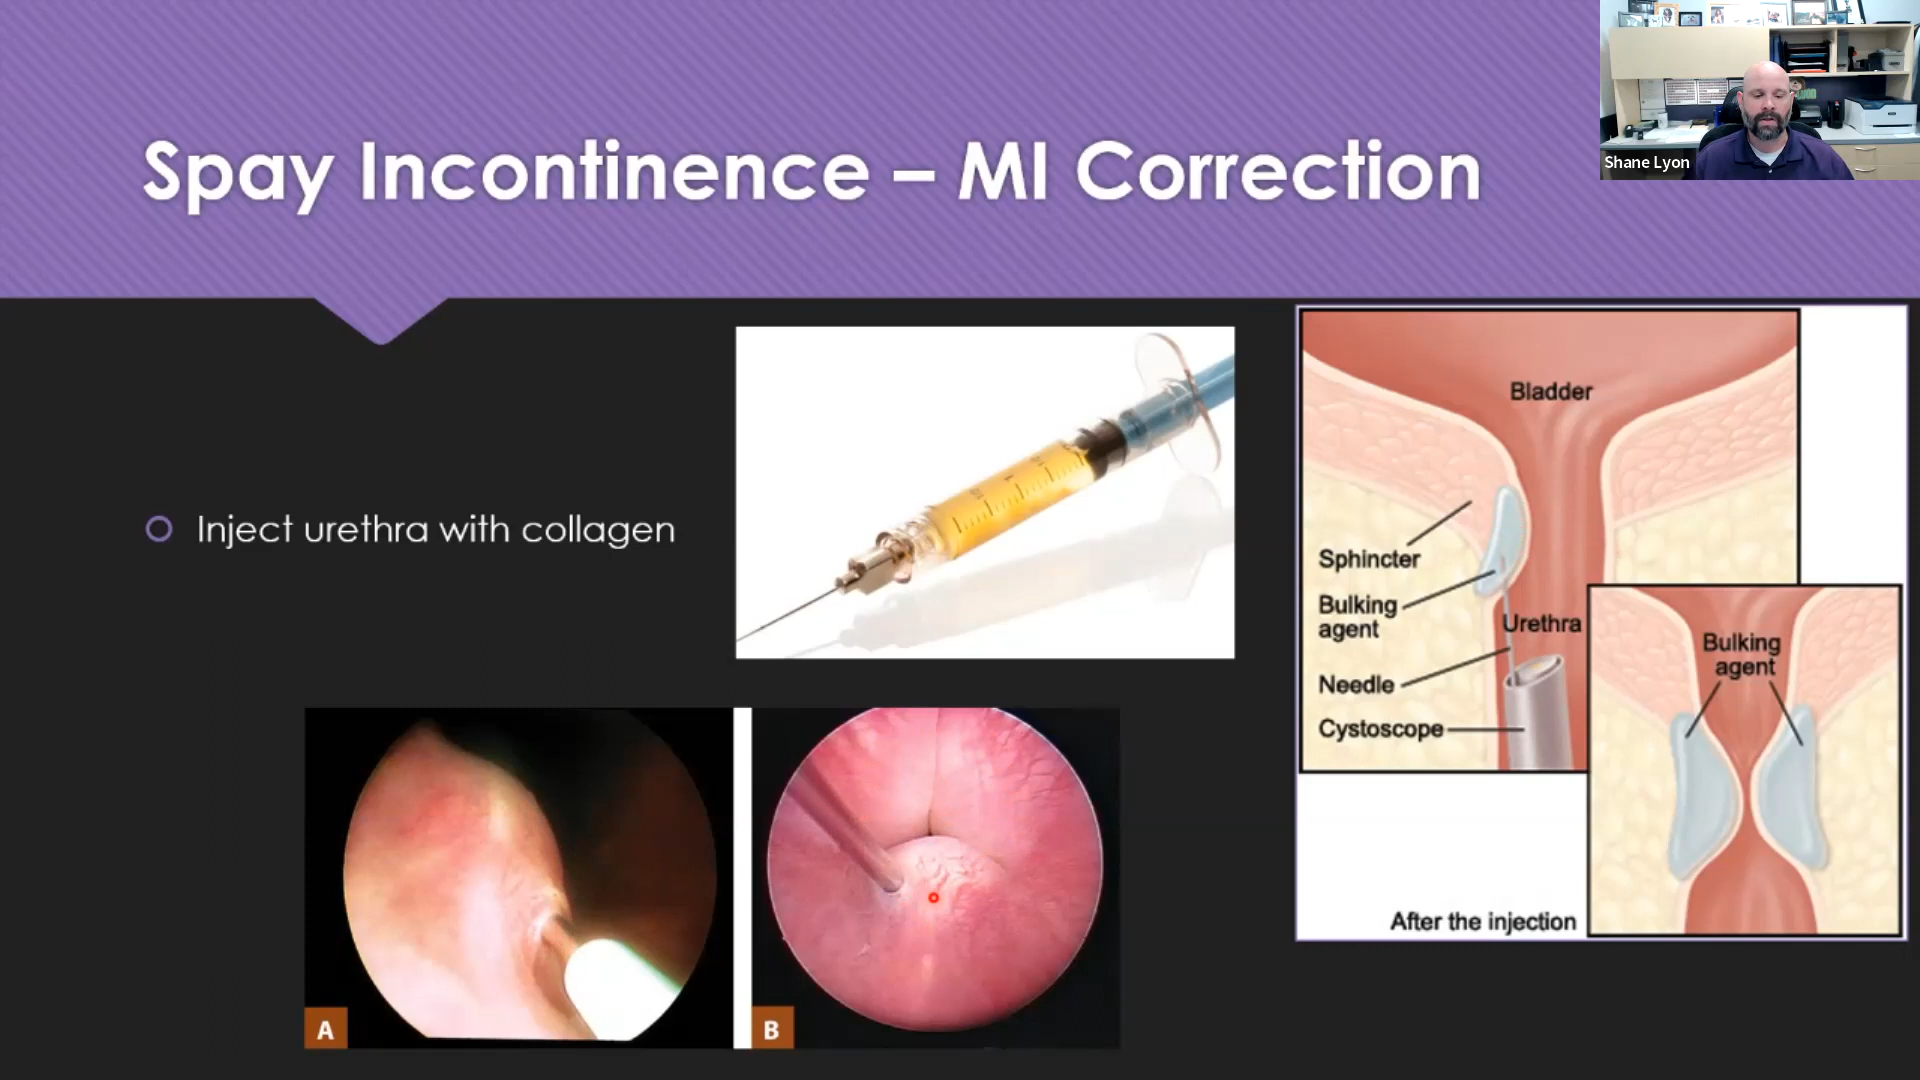 Spay Incontinence – MI Correction
Shane Lyon
Inject urethra with collagen
Bladder
Sphincter
Bulking
agent
Urethra
Needle
Cystoscope
Bulking
agent
After the injection
A
B